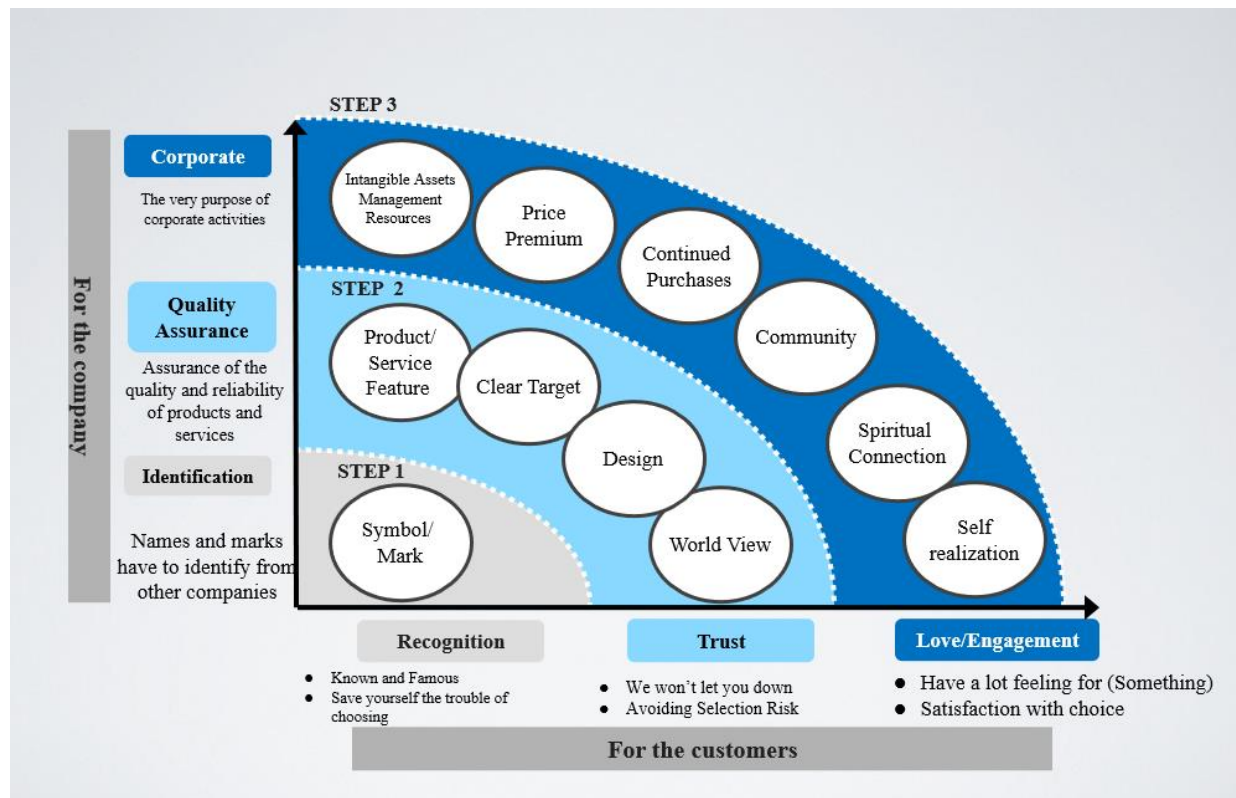 STEP 3
Corporate
The very purpose of
corporate activities
Intangible Assets
Management
Resources
Price
Premium
Continued
Purchases
Community
Spiritual
Connection
Self
realization
For the company
Quality
Assurance
Assurance of the
quality and reliability
of products and
services
STEP 2
Product/
Service
Feature
Clear Target
Design
World View
Identification
Names and marks
have to identify from
other companies
STEP 1
Symbol/
Mark
Recognition
● Known and Famous
● Save yourself the trouble of
choosing
Trust
● We won't let you down
● Avoiding Selection Risk
Love/Engagement
● Have a lot feeling for (Something)
● Satisfaction with choice
For the customers